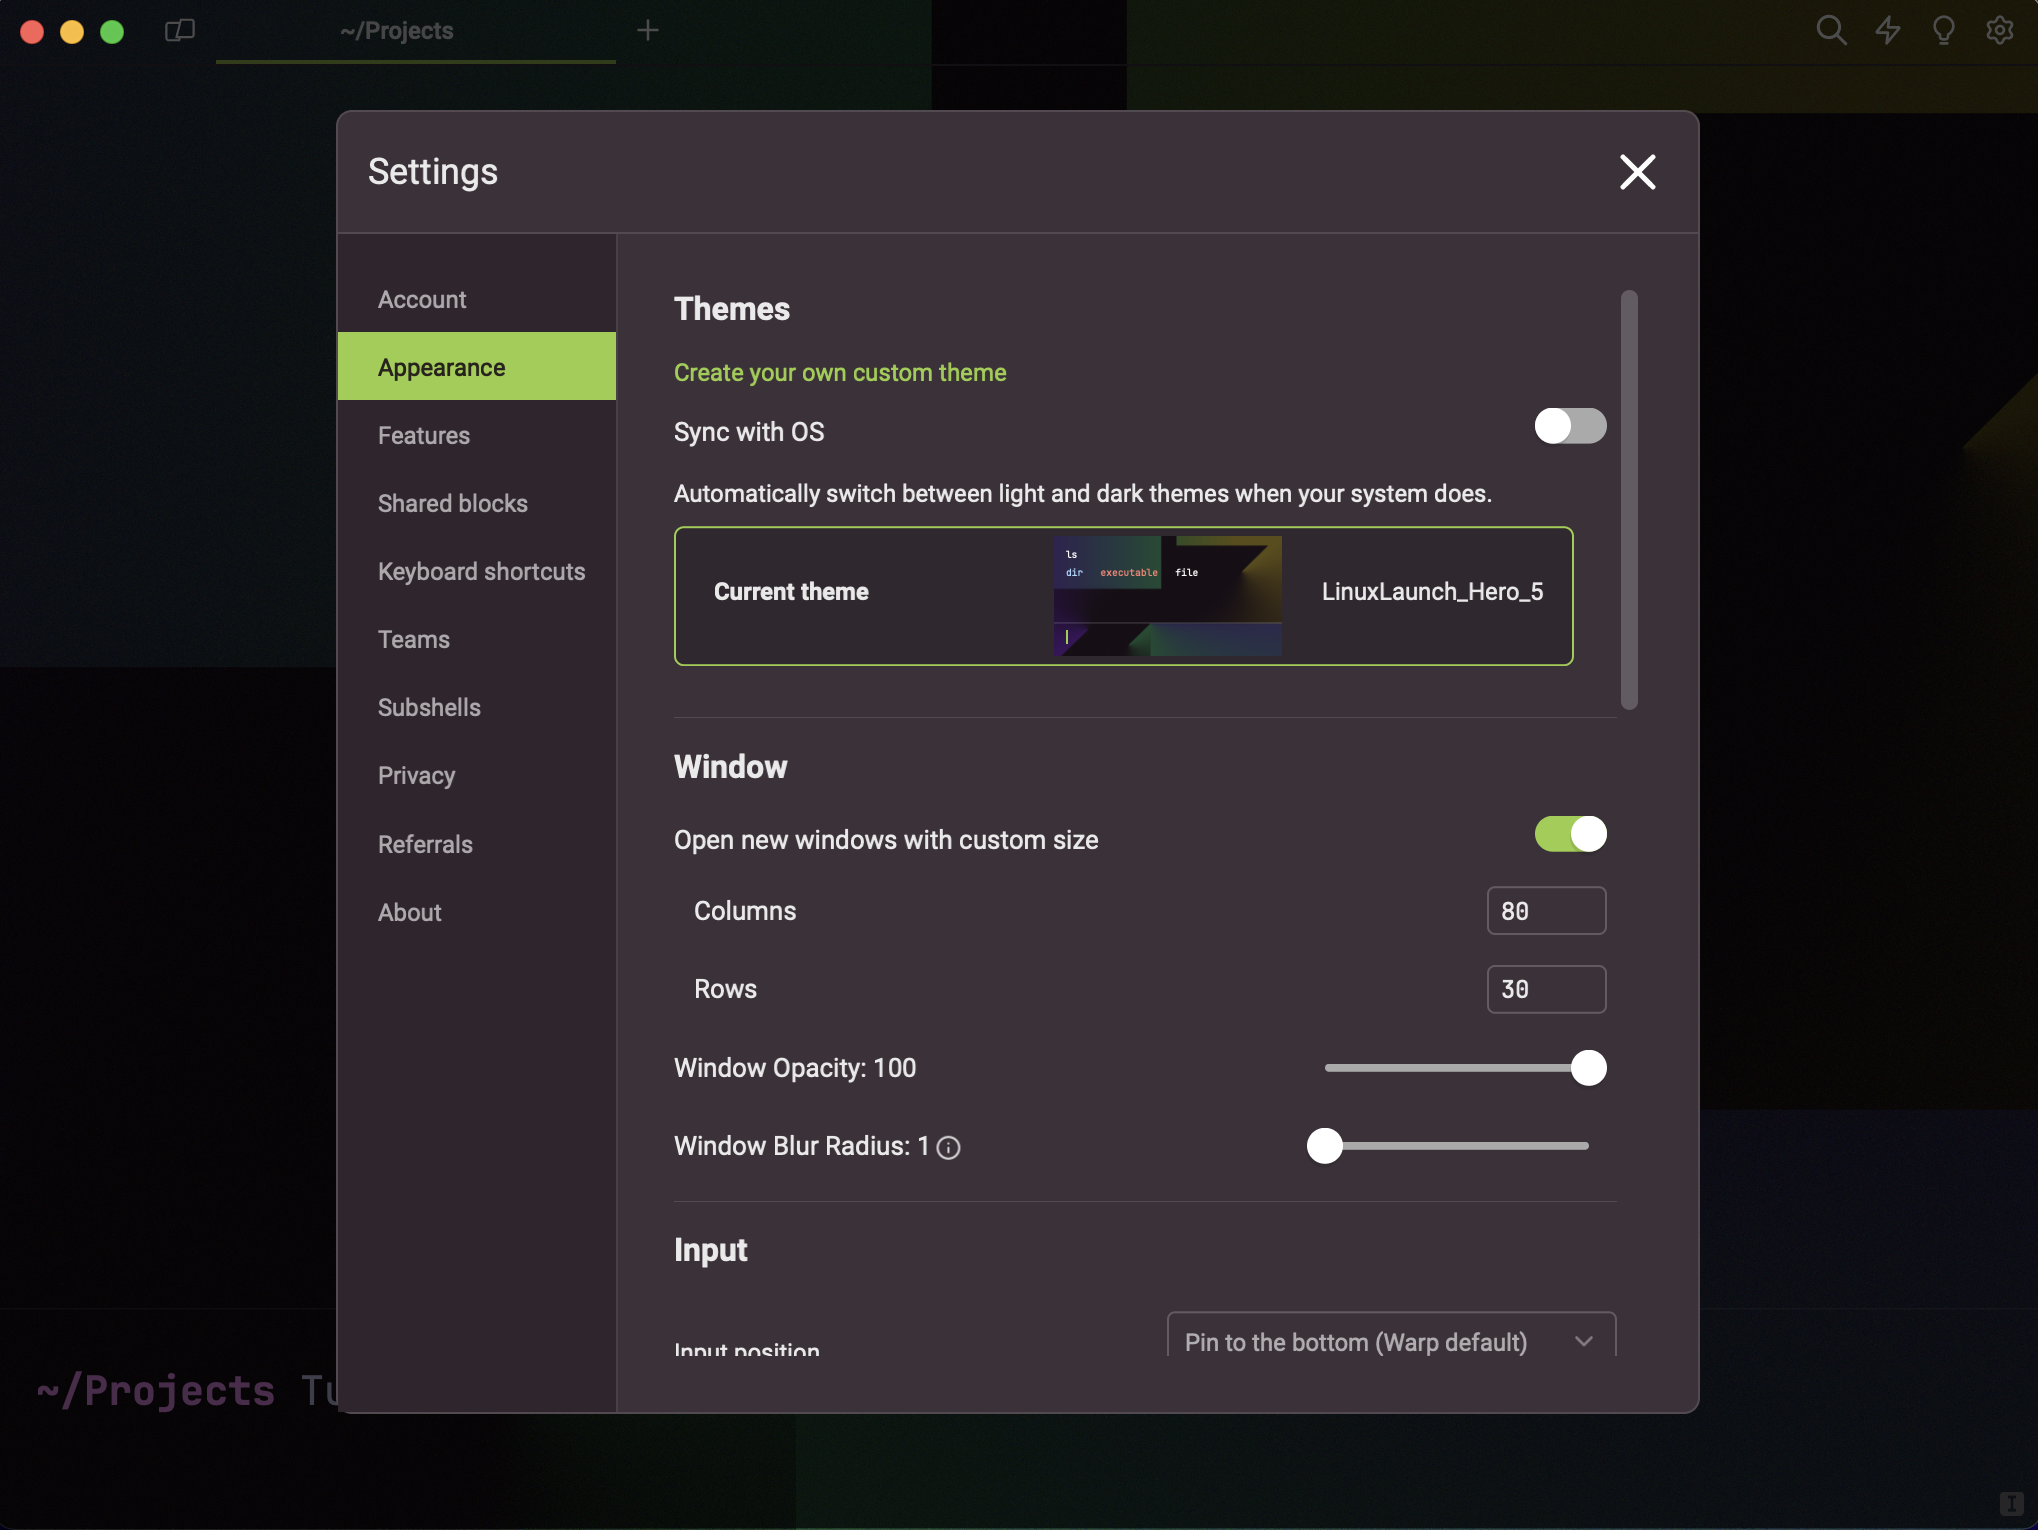 ~/Projects
Settings
Account
Appearance
Features
Shared blocks
Keyboard shortcuts
Teams
Subshells
Privacy
Referrals
About
Themes
Create your own custom theme
Sync with OS
Automatically switch between light and dark themes when your system does.
Current theme
ls
dir executable file
LinuxLaunch_Hero_5
Window
Open new windows with custom size
Columns 80
Rows 30
Window Opacity: 100
Window Blur Radius: 1
Input
Input position Pin to the bottom (Warp default)
~/Projects Tu